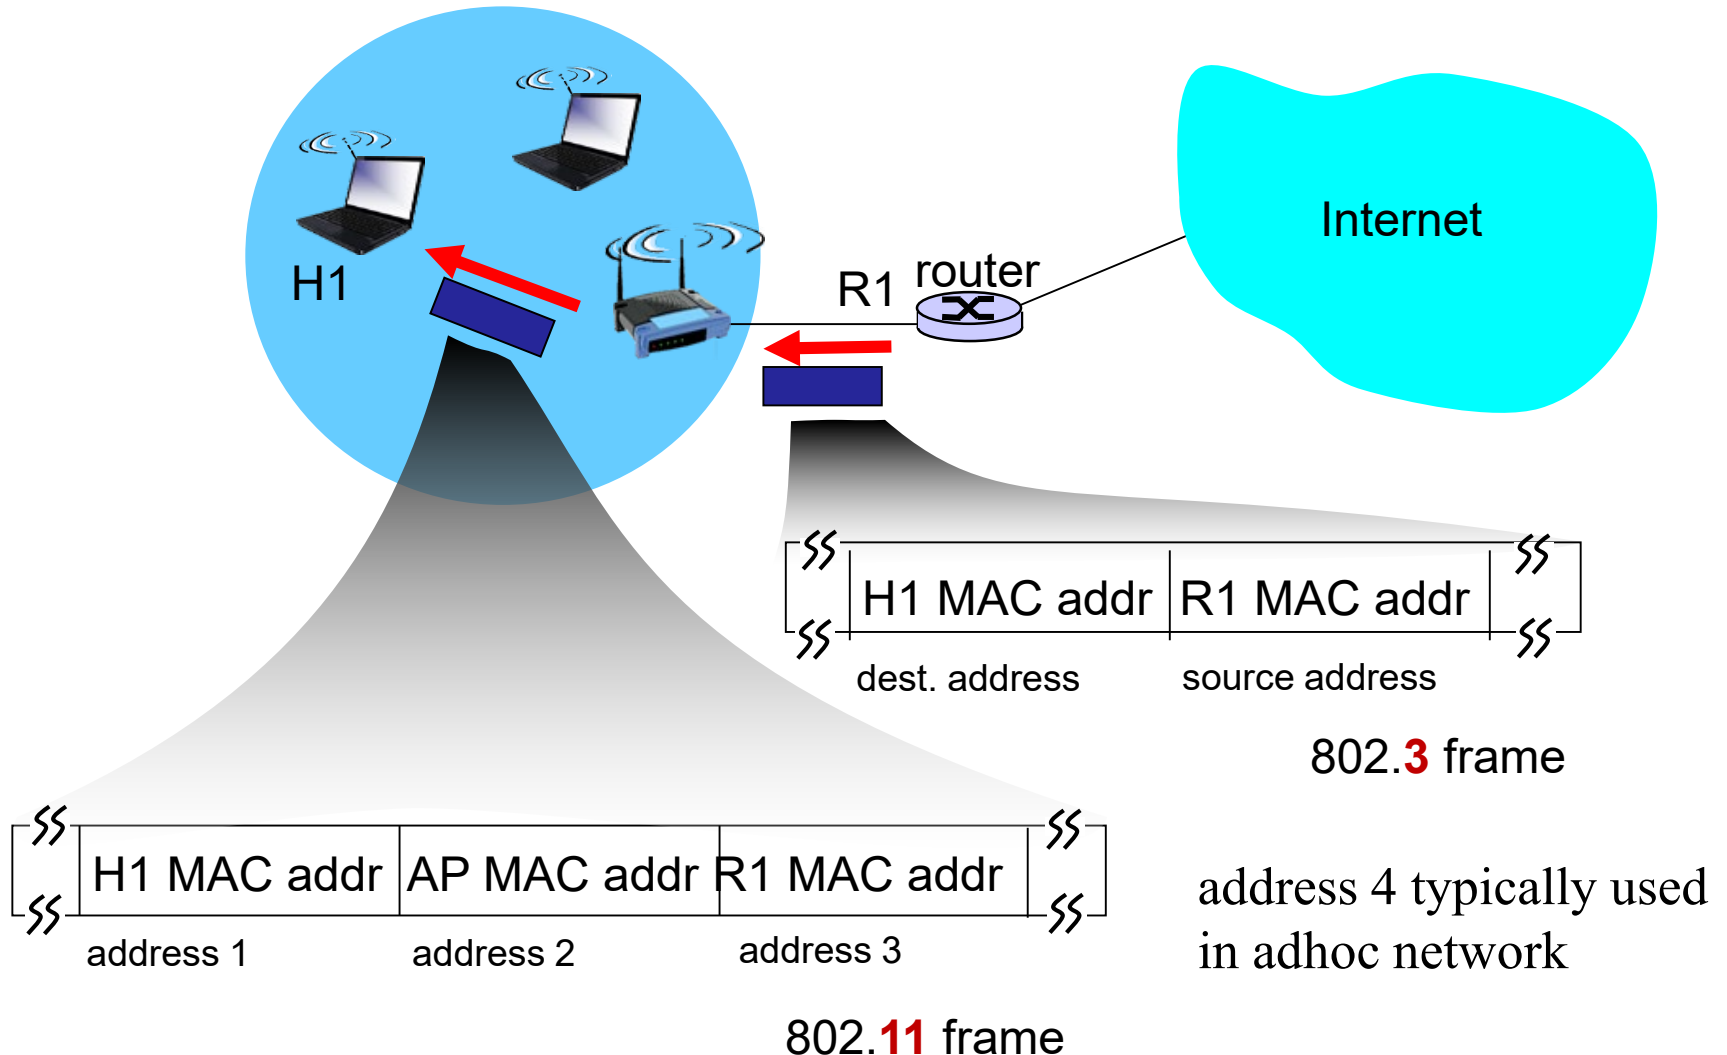 Internet
router
R1
H1
H1 MAC addr
R1 MAC addr
dest. address
source address
802.3 frame
H1 MAC addr
AP MAC addr
R1 MAC addr
address 1
address 2
address 3
address 4 typically used
in adhoc network
802.11 frame